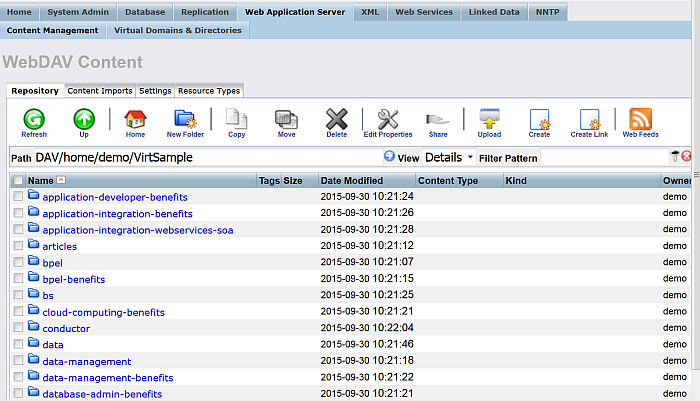 Home System Admin Database Replication Web Application Server XML Web Services Linked Data NNTP
Content Management Virtual Domains & Directories
WebDAV Content
Repository Content Imports Settings Resource Types
Refresh Up Home New Folder Copy Move Delete Edit Properties Share Upload Create Create Link Web Feeds
Path DAV/home/demo/VirtSample View Details Filter Pattern
Name Tags Size Date Modified Content Type Kind Owner
application-developer-benefits 2015-09-30 10:21:24 demo
application-integration-benefits 2015-09-30 10:21:26 demo
application-integration-webservices-soa 2015-09-30 10:21:28 demo
articles 2015-09-30 10:21:12 demo
bpel 2015-09-30 10:21:07 demo
bpel-benefits 2015-09-30 10:21:15 demo
bs 2015-09-30 10:21:25 demo
cloud-computing-benefits 2015-09-30 10:21:21 demo
conductor 2015-09-30 10:22:04 demo
data 2015-09-30 10:21:46 demo
data-management 2015-09-30 10:21:18 demo
data-management-benefits 2015-09-30 10:21:22 demo
database-admin-benefits 2015-09-30 10:21:21 demo